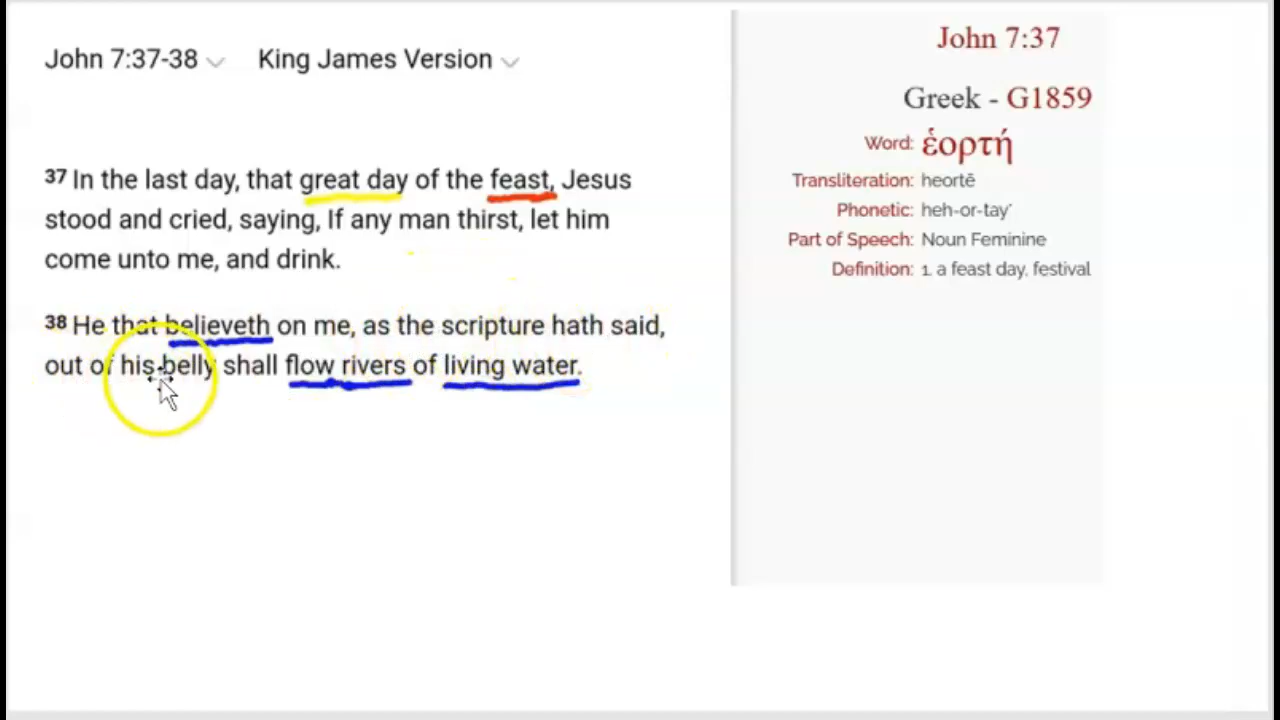 John 7:37-38 King James Version
37 In the last day, that great day of the feast, Jesus
stood and cried, saying, If any man thirst, let him
come unto me, and drink.
38 He that believeth on me, as the scripture hath said,
out of his belly shall flow rivers of living water.
John 7:37
Greek - G1859
Word: ἑορτή
Transliteration: heortē
Phonetic: heh-or-tay'
Part of Speech: Noun Feminine
Definition: 1. a feast day, festival